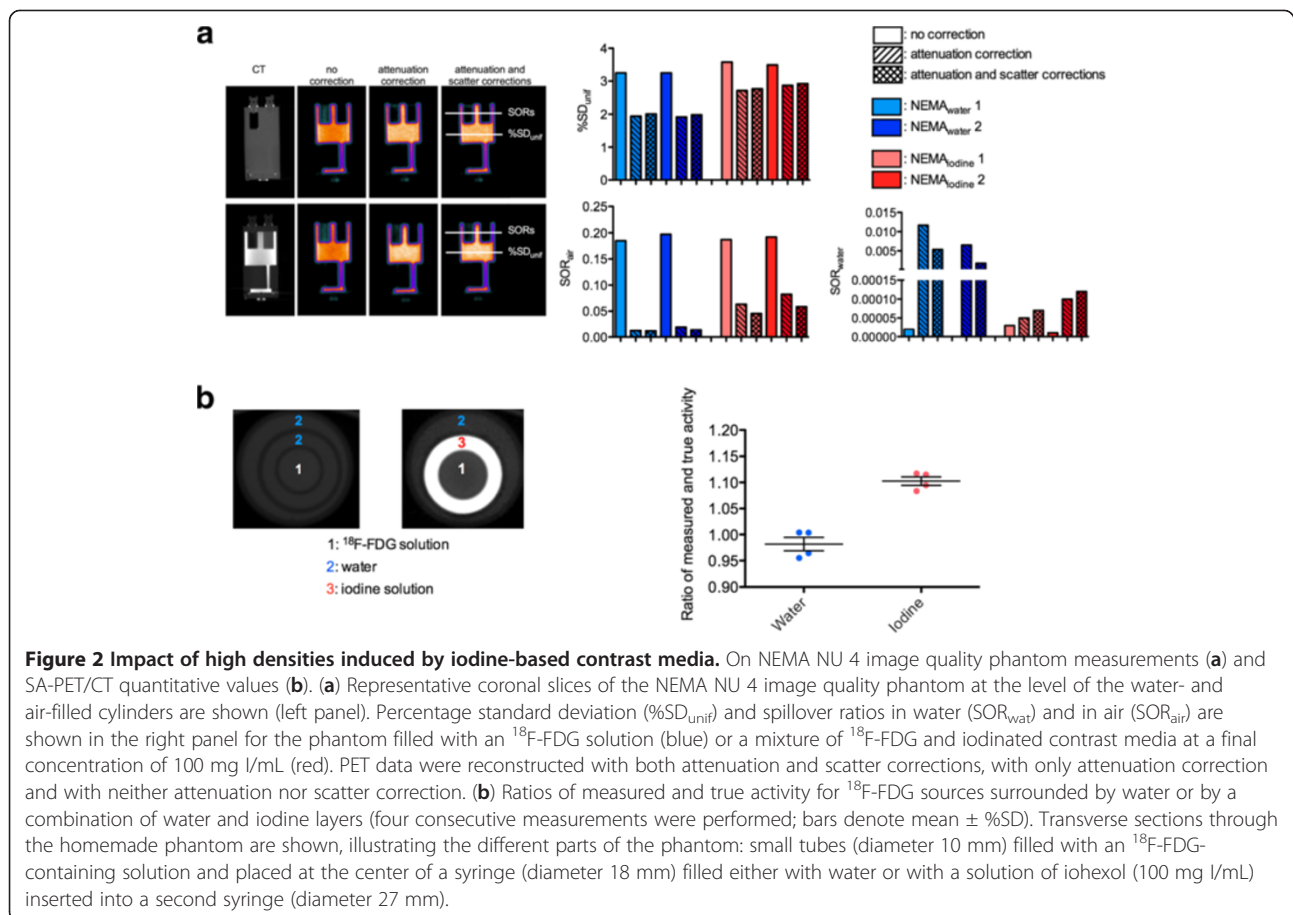 a
CT
no correction
attenuation correction
attenuation and scatter corrections
SORs
%SDunif
SORs
%SDunif
%SDunif
4
3
2
1
0
SORair
0.25
0.20
0.15
0.10
0.05
0.00
: no correction
: attenuation correction
: attenuation and scatter corrections
: NEMAwater 1
: NEMAwater 2
: NEMAIodine 1
: NEMAIodine 2
SORwater
0.015
0.010
0.005
0.00015
0.00010
0.00005
0.00000
b
2
2
1
2
3
1
1: 18F-FDG solution
2: water
3: iodine solution
Ratio of measured and true activity
1.20
1.15
1.10
1.05
1.00
0.95
0.90
Water
Iodine
Figure 2 Impact of high densities induced by iodine-based contrast media. On NEMA NU 4 image quality phantom measurements (a) and
SA-PET/CT quantitative values (b). (a) Representative coronal slices of the NEMA NU 4 image quality phantom at the level of the water- and
air-filled cylinders are shown (left panel). Percentage standard deviation (%SDunif) and spillover ratios in water (SORwat) and in air (SORair) are
shown in the right panel for the phantom filled with an 18F-FDG solution (blue) or a mixture of 18F-FDG and iodinated contrast media at a final
concentration of 100 mg I/mL (red). PET data were reconstructed with both attenuation and scatter corrections, with only attenuation correction
and with neither attenuation nor scatter correction. (b) Ratios of measured and true activity for 18F-FDG sources surrounded by water or by a
combination of water and iodine layers (four consecutive measurements were performed; bars denote mean ± %SD). Transverse sections through
the homemade phantom are shown, illustrating the different parts of the phantom: small tubes (diameter 10 mm) filled with an 18F-FDG-
containing solution and placed at the center of a syringe (diameter 18 mm) filled either with water or with a solution of iohexol (100 mg I/mL)
inserted into a second syringe (diameter 27 mm).